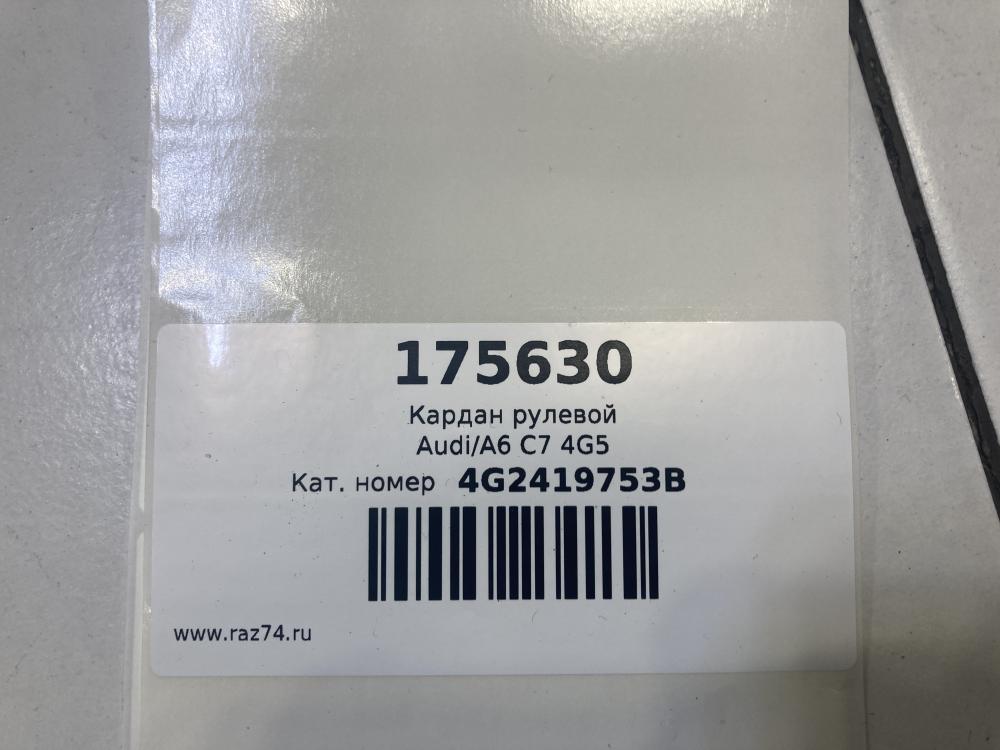 175630
Кардан рулевой
Audi/A6 C7 4G5
Кат. номер 4G2419753B
www.raz74.ru